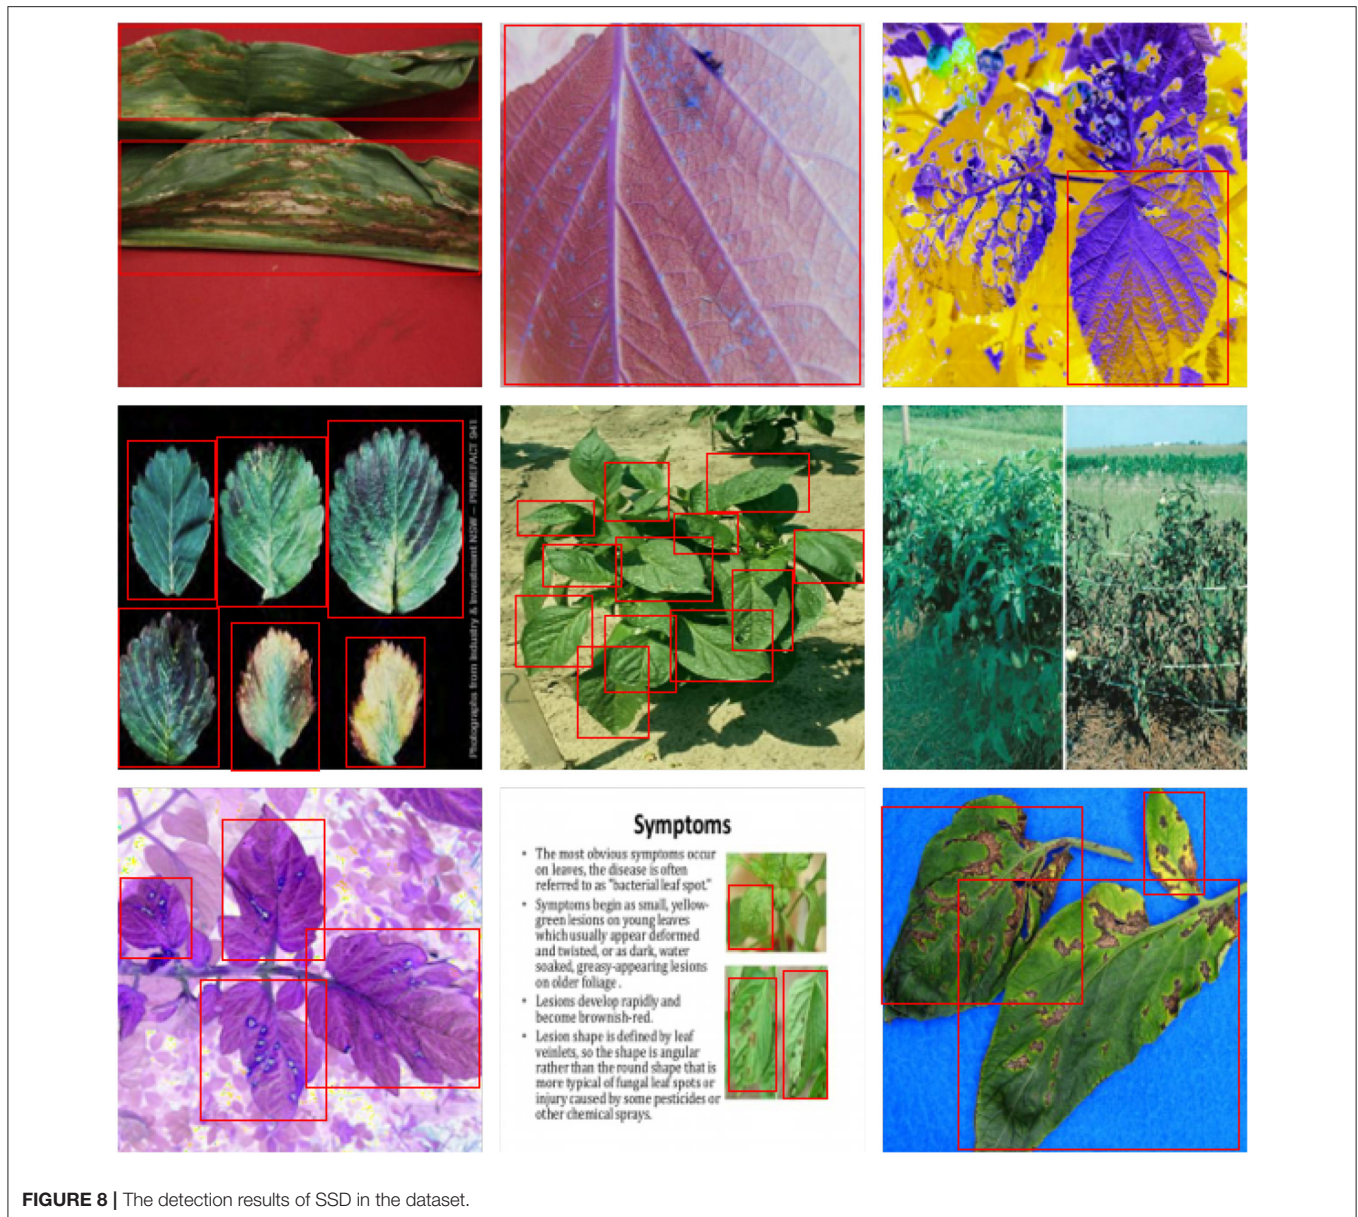 Photographs from Industry & Investment NSW – PRIMEFACT 941
2
Symptoms
• The most obvious symptoms occur
on leaves, the disease is often
referred to as "bacterial leaf spot."
• Symptoms begin as small, yellow-
green lesions on young leaves
which usually appear deformed
and twisted, or as dark, water
soaked, greasy-appearing lesions
on older foliage .
• Lesions develop rapidly and
become brownish-red.
• Lesion shape is defined by leaf
veinlets, so the shape is angular
rather than the round shape that is
more typical of fungal leaf spots or
injury caused by some pesticides or
other chemical sprays.
FIGURE 8 | The detection results of SSD in the dataset.